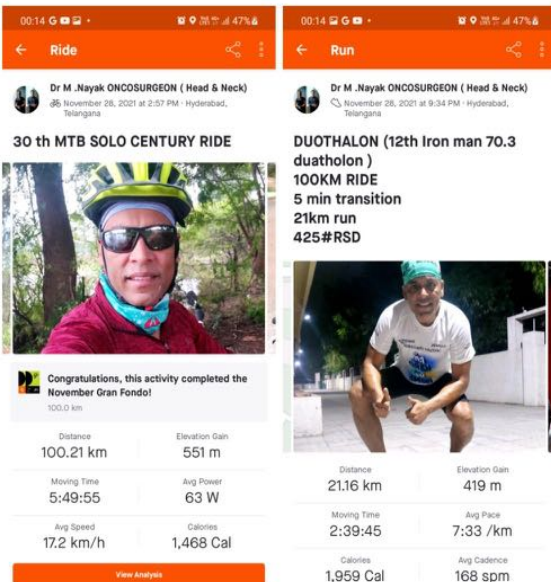 00:14
47%
Ride
Dr M .Nayak ONCOSURGEON ( Head & Neck)
November 28, 2021 at 2:57 PM · Hyderabad,
Telangana
30 th MTB SOLO CENTURY RIDE
Congratulations, this activity completed the
November Gran Fondo!
100.0 km
Distance
Elevation Gain
100.21 km
551 m
Moving Time
Avg Power
5:49:55
63 W
Avg Speed
Calories
17.2 km/h
1,468 Cal
View Analysis
00:14
47%
Run
Dr M .Nayak ONCOSURGEON ( Head & Neck)
November 28, 2021 at 9:34 PM · Hyderabad,
Telangana
DUOTHALON (12th Iron man 70.3
duatholon )
100KM RIDE
5 min transition
21km run
425#RSD
Distance
Elevation Gain
21.16 km
419 m
Moving Time
Avg Pace
2:39:45
7:33 /km
Calories
Avg Cadence
1,959 Cal
168 spm